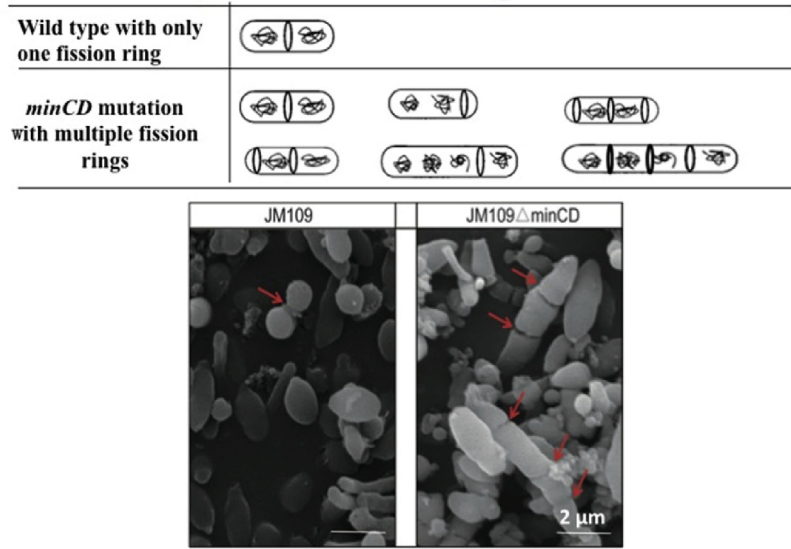 Wild type with only
one fission ring
minCD mutation
with multiple fission
rings
JM109
JM109△minCD
2 μm